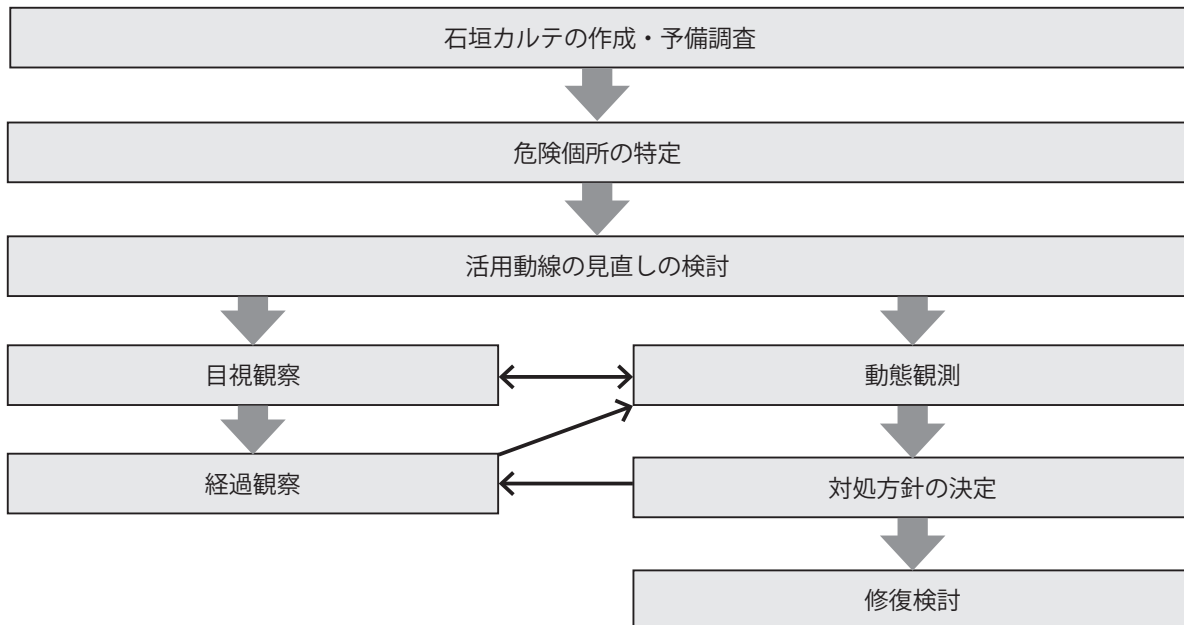 石垣カルテの作成・予備調査
危険個所の特定
活用動線の見直しの検討
目視観察
動態観測
経過観察
対処方針の決定
修復検討